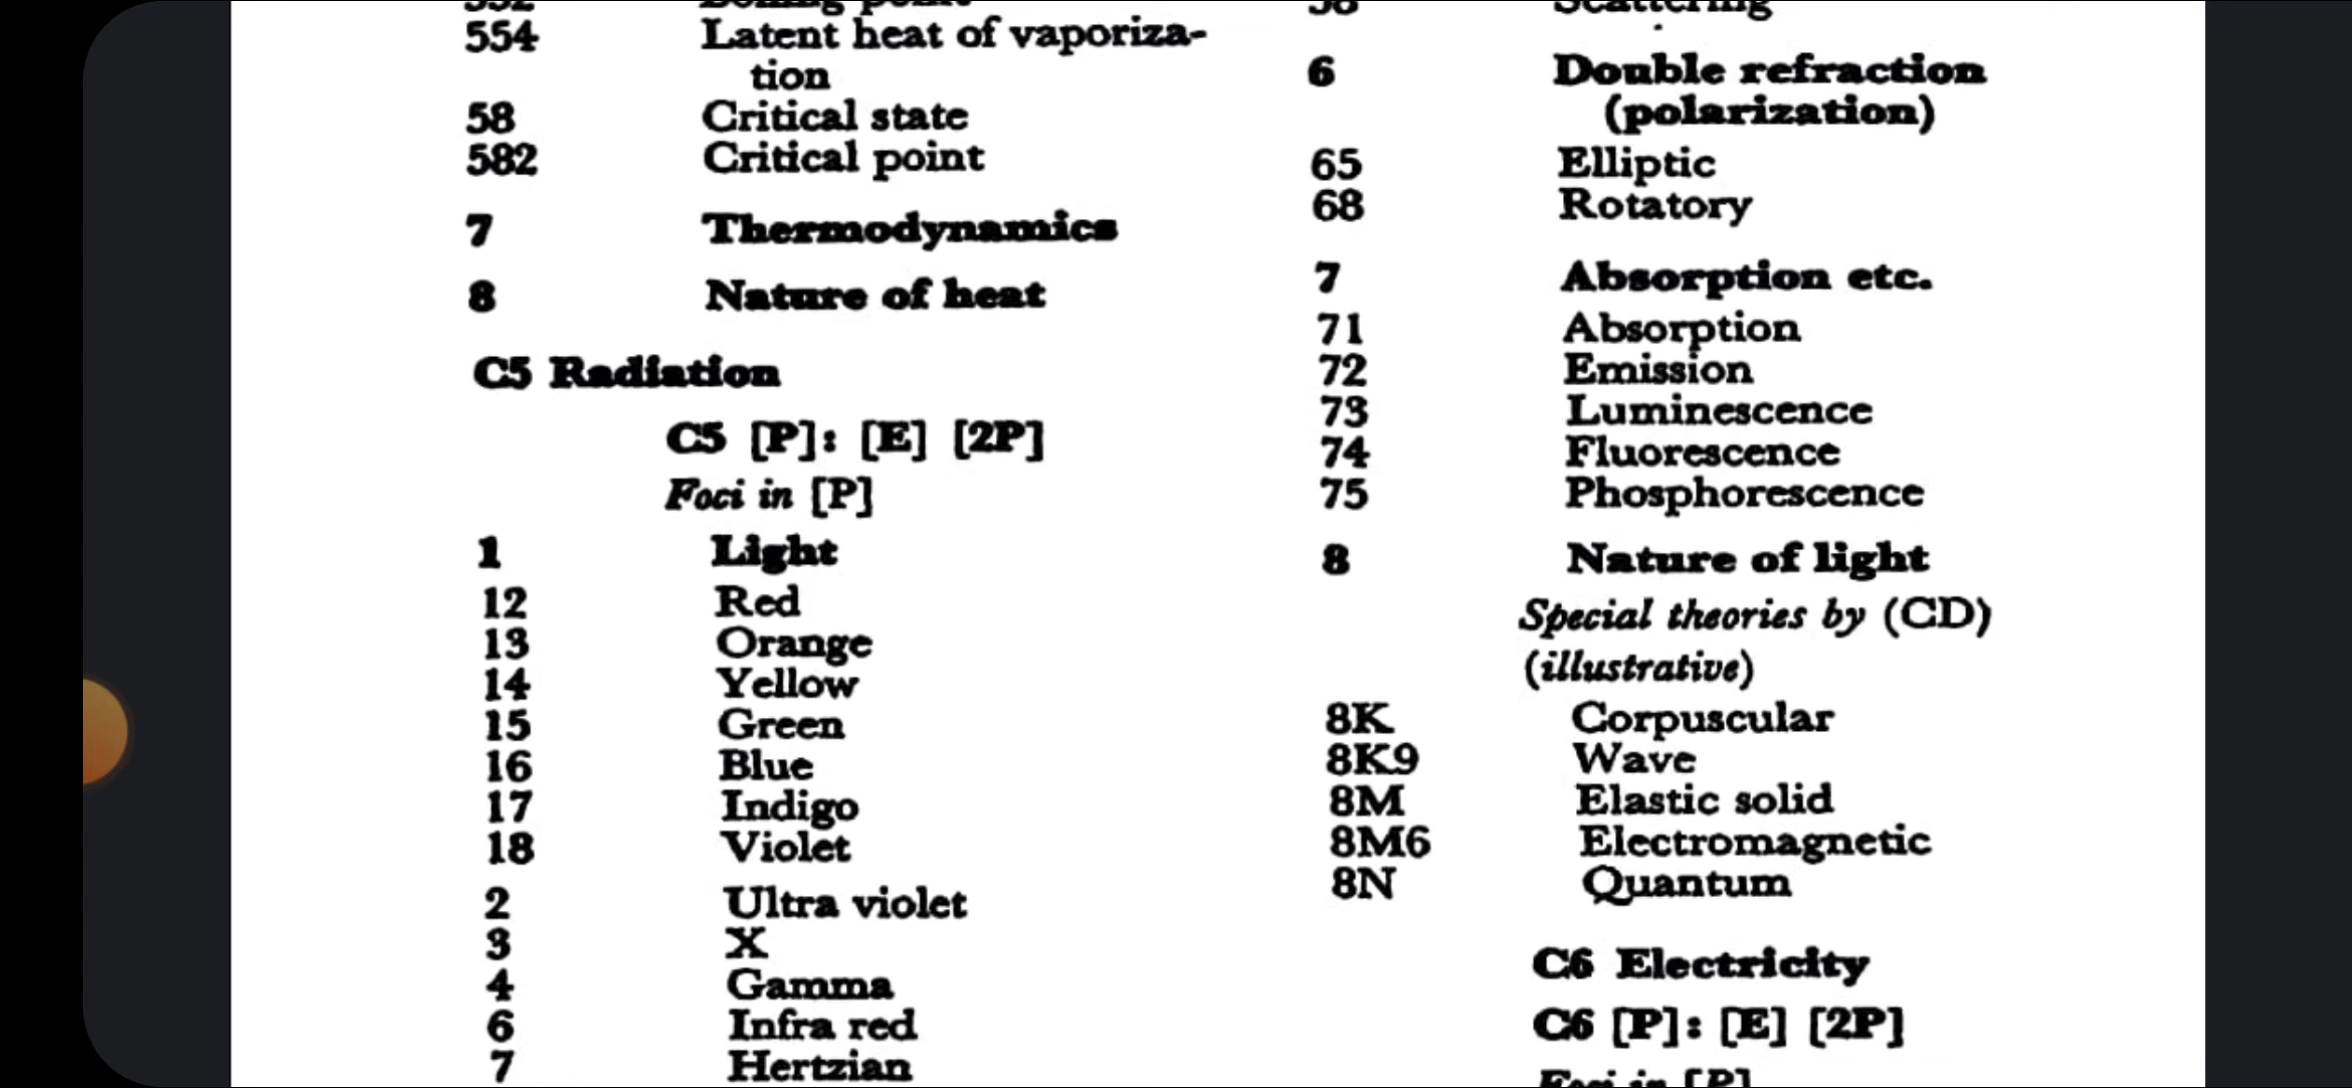 554 Latent heat of vaporiza-
tion
58 Critical state
582 Critical point
7 Thermodynamics
8 Nature of heat
C5 Radiation
C5 [P]: [E] [2P]
Foci in [P]
1 Light
12 Red
13 Orange
14 Yellow
15 Green
16 Blue
17 Indigo
18 Violet
2 Ultra violet
3 X
4 Gamma
6 Infra red
7 Hertzian
58 Scattering
6 Double refraction
(polarization)
65 Elliptic
68 Rotatory
7 Absorption etc.
71 Absorption
72 Emission
73 Luminescence
74 Fluorescence
75 Phosphorescence
8 Nature of light
Special theories by (CD)
(illustrative)
8K Corpuscular
8K9 Wave
8M Elastic solid
8M6 Electromagnetic
8N Quantum
C6 Electricity
C6 [P]: [E] [2P]
Foci in [P]